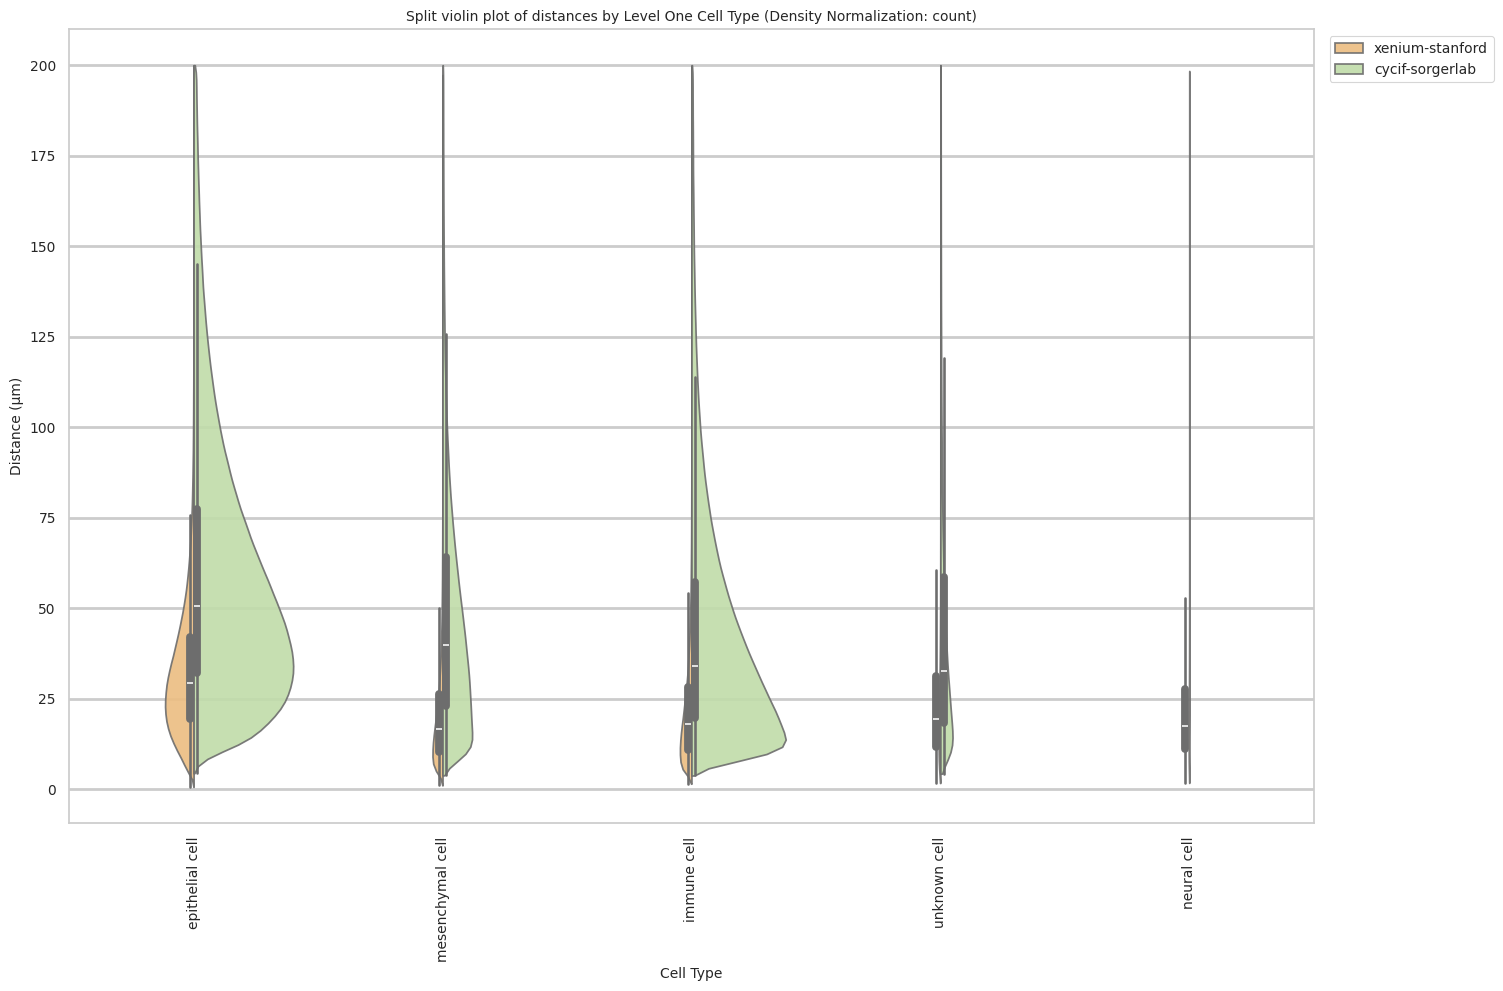 Split violin plot of distances by Level One Cell Type (Density Normalization: count)
xenium-stanford
cycif-sorgerlab
200
175
150
125
100
75
50
25
0
Distance (μm)
epithelial cell
mesenchymal cell
immune cell
unknown cell
neural cell
Cell Type